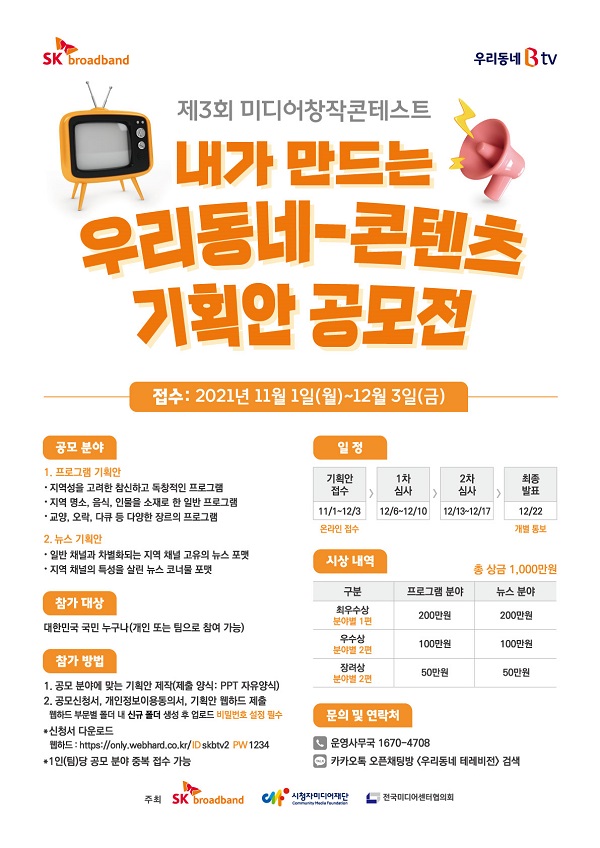 SK broadband
우리동네 B tv
제3회 미디어창작콘테스트
내가 만드는
우리동네-콘텐츠
기획안 공모전
접수: 2021년 11월 1일(월)~12월 3일(금)
공모 분야
1. 프로그램 기획안
· 지역성을 고려한 참신하고 독창적인 프로그램
· 지역 명소, 음식, 인물을 소재로 한 일반 프로그램
· 교양, 오락, 다큐 등 다양한 장르의 프로그램
2. 뉴스 기획안
· 일반 채널과 차별화되는 지역 채널 고유의 뉴스 포맷
· 지역 채널의 특성을 살린 뉴스 코너물 포맷
참가 대상
대한민국 국민 누구나(개인 또는 팀으로 참여 가능)
참가 방법
1. 공모 분야에 맞는 기획안 제작(제출 양식: PPT 자유양식)
2. 공모신청서, 개인정보이용동의서, 기획안 웹하드 제출
웹하드 부문별 폴더 내 신규 폴더 생성 후 업로드 비밀번호 설정 필수
*신청서 다운로드
웹하드 : https://only.webhard.co.kr/ID skbtv2 PW 1234
*1인(팀)당 공모 분야 중복 접수 가능
일 정
기획안 접수 > 1차 심사 > 2차 심사 > 최종 발표
11/1~12/3 12/6~12/10 12/13~12/17 12/22
온라인 접수 개별 통보
시상 내역
총 상금 1,000만원
구분 프로그램 분야 뉴스 분야
최우수상 분야별 1편 200만원 200만원
우수상 분야별 2편 100만원 100만원
장려상 분야별 2편 50만원 50만원
문의 및 연락처
운영사무국 1670-4708
카카오톡 오픈채팅방 <우리동네 테레비전> 검색
주최 SK broadband 시청자미디어재단 Community Media Foundation 전국미디어센터협의회